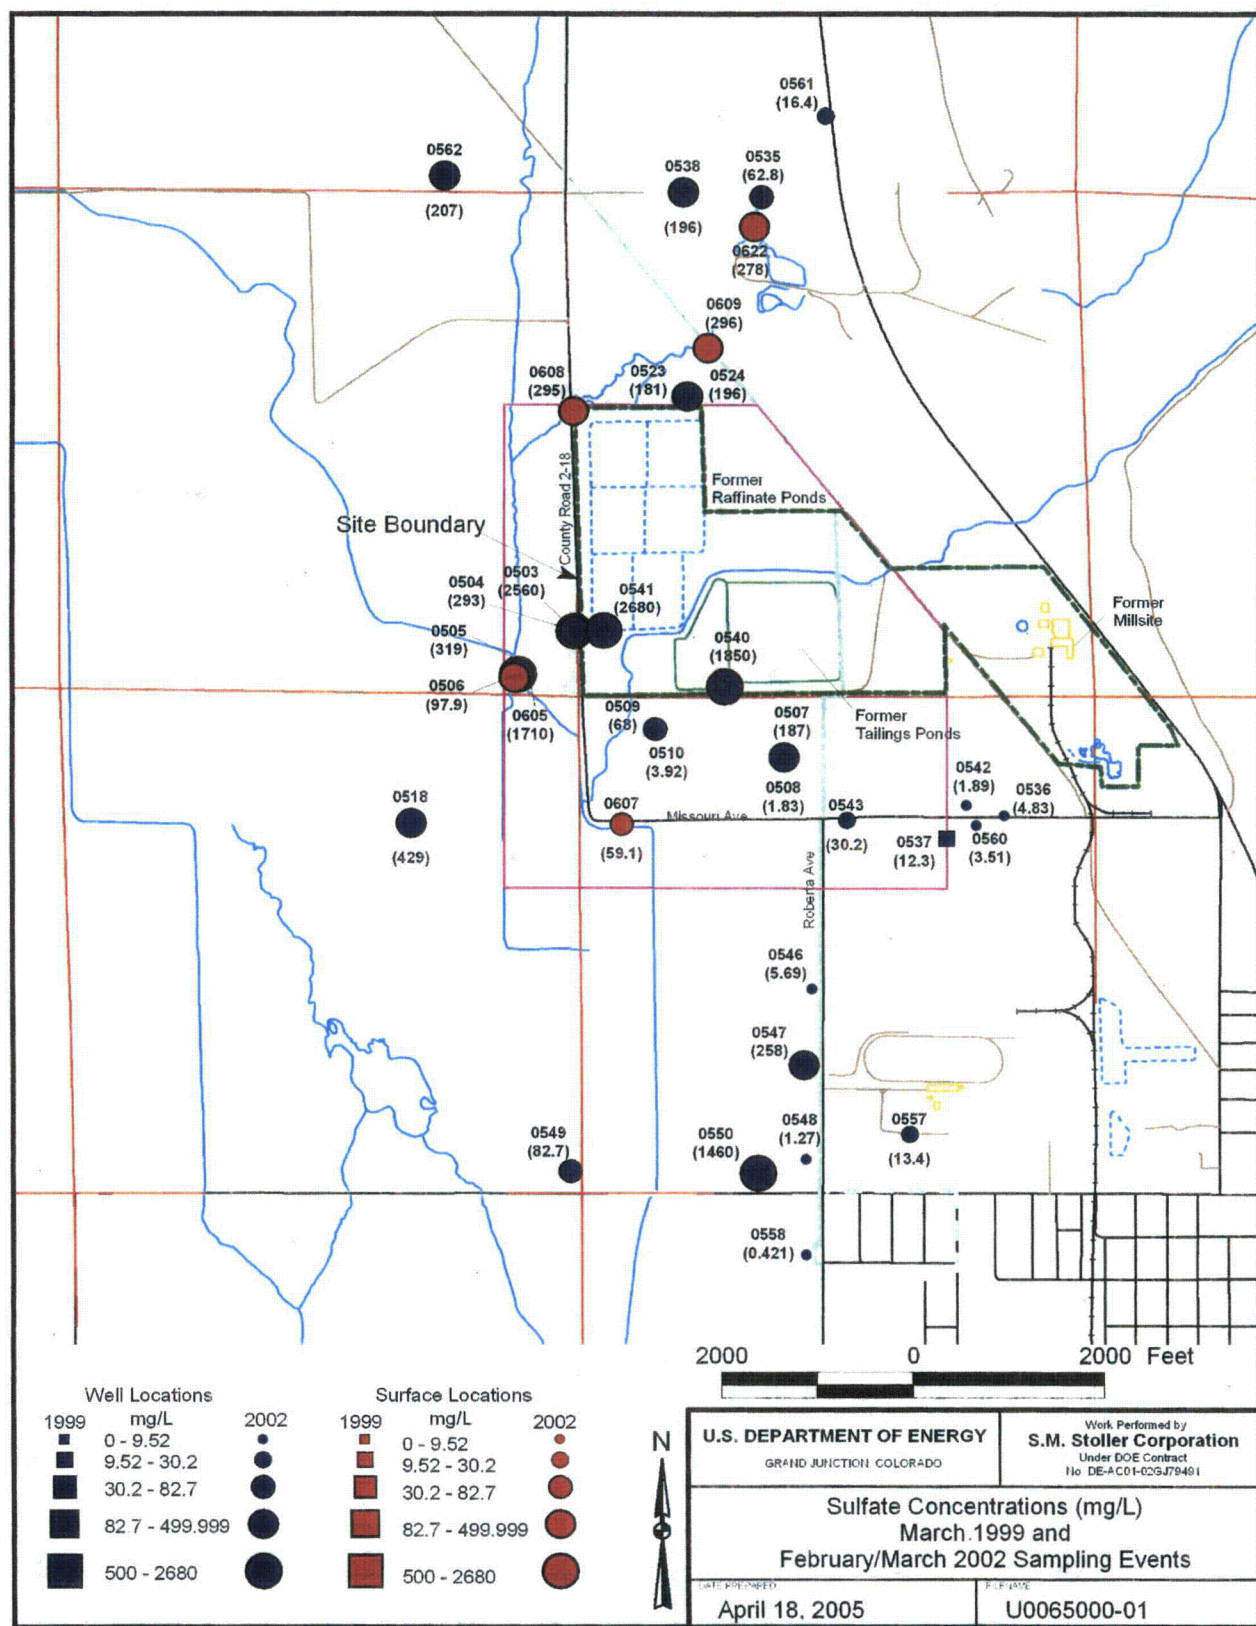 0561
(16.4)
0562
(207)
0538
(196)
0535
(62.8)
0622
(278)
0609
(296)
0608
(295)
0523
(181)
0524
(196)
County Road 2-18
Former
Raffinate Ponds
Site Boundary
0503
(2560)
0504
(293)
0541
(2680)
0505
(319)
0506
(97.9)
0605
(1710)
0540
(1850)
Former
Millsite
0509
(68)
0510
(3.92)
0507
(187)
0508
(1.83)
Former
Tailings Ponds
0518
(429)
0607
(59.1)
Missouri Ave
0543
(30.2)
0542
(1.89)
0536
(4.83)
0537
(12.3)
0560
(3.51)
Roberta Ave
0546
(5.69)
0547
(258)
0548
(1.27)
0557
(13.4)
0549
(82.7)
0550
(1460)
0558
(0.421)
2000 0 2000 Feet
Well Locations
1999 mg/L 2002
0 - 9.52
9.52 - 30.2
30.2 - 82.7
82.7 - 499.999
500 - 2680
Surface Locations
1999 mg/L 2002
0 - 9.52
9.52 - 30.2
30.2 - 82.7
82.7 - 499.999
500 - 2680
N
U.S. DEPARTMENT OF ENERGY
GRAND JUNCTION, COLORADO
Work Performed by
S.M. Stoller Corporation
Under DOE Contract
No. DE-AC01-02GJ79491
Sulfate Concentrations (mg/L)
March 1999 and
February/March 2002 Sampling Events
DATE PREPARED
April 18, 2005
FILENAME
U0065000-01